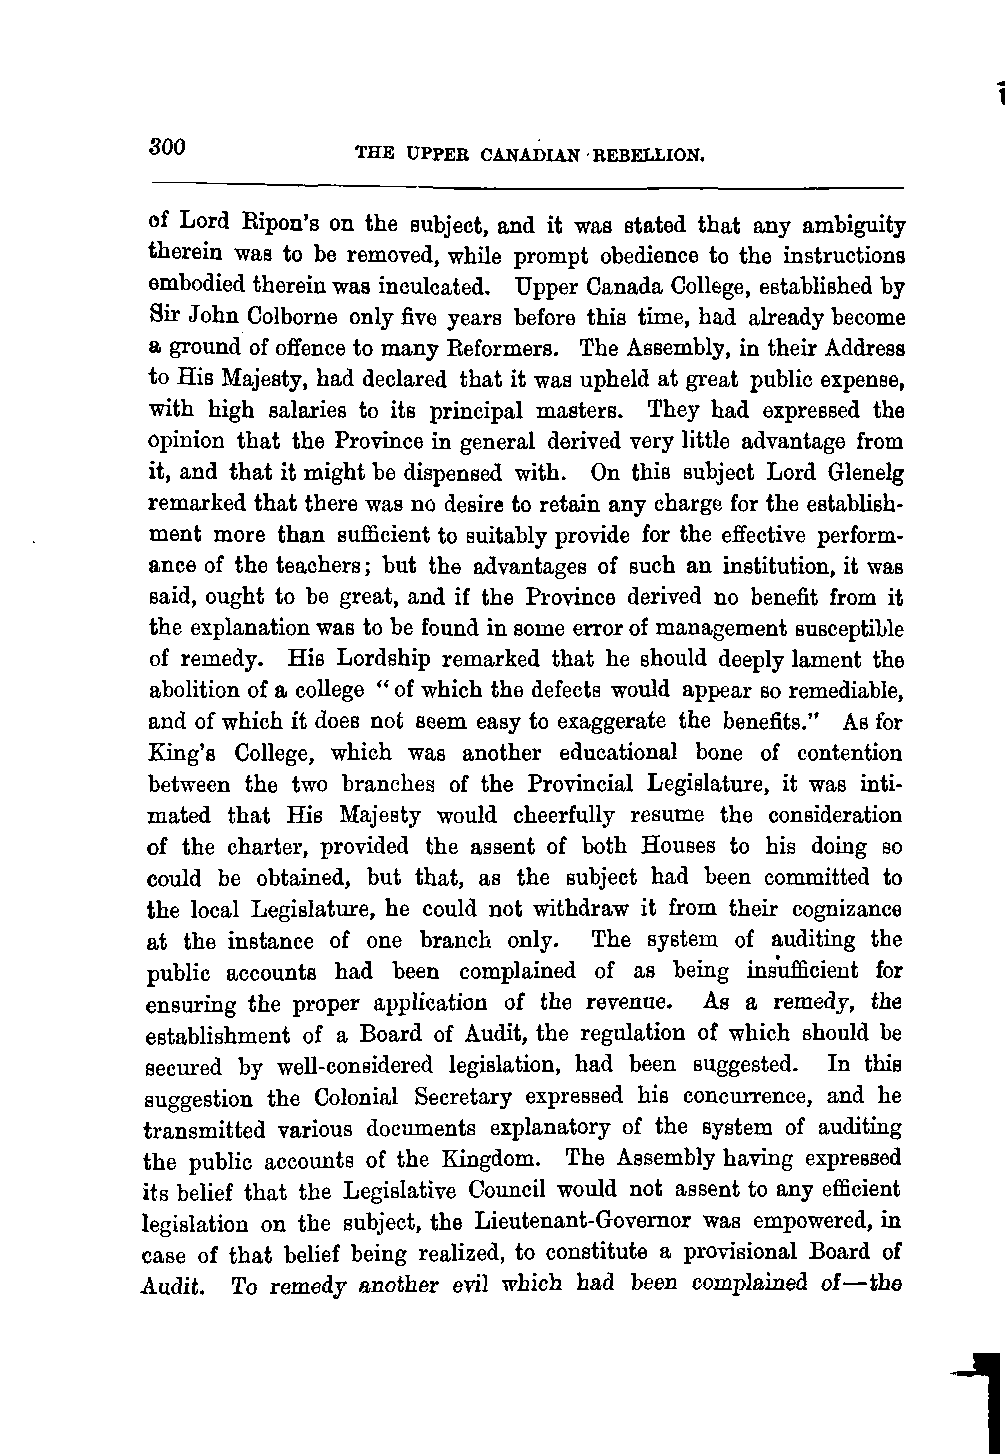 300
THE UPPER CANADIAN REBELLION.
of Lord Ripon's on the subject, and it was stated that any ambiguity
therein was to be removed, while prompt obedience to the instructions
embodied therein was inculcated. Upper Canada College, established by
Sir John Colborne only five years before this time, had already become
a ground of offence to many Reformers. The Assembly, in their Address
to His Majesty, had declared that it was upheld at great public expense,
with high salaries to its principal masters. They had expressed the
opinion that the Province in general derived very little advantage from
it, and that it might be dispensed with. On this subject Lord Glenelg
remarked that there was no desire to retain any charge for the establish-
ment more than sufficient to suitably provide for the effective perform-
ance of the teachers; but the advantages of such an institution, it was
said, ought to be great, and if the Province derived no benefit from it
the explanation was to be found in some error of management susceptible
of remedy. His Lordship remarked that he should deeply lament the
abolition of a college "of which the defects would appear so remediable,
and of which it does not seem easy to exaggerate the benefits." As for
King's College, which was another educational bone of contention
between the two branches of the Provincial Legislature, it was inti-
mated that His Majesty would cheerfully resume the consideration
of the charter, provided the assent of both Houses to his doing so
could be obtained, but that, as the subject had been committed to
the local Legislature, he could not withdraw it from their cognizance
at the instance of one branch only. The system of auditing the
public accounts had been complained of as being insufficient for
ensuring the proper application of the revenue. As a remedy, the
establishment of a Board of Audit, the regulation of which should be
secured by well-considered legislation, had been suggested. In this
suggestion the Colonial Secretary expressed his concurrence, and he
transmitted various documents explanatory of the system of auditing
the public accounts of the Kingdom. The Assembly having expressed
its belief that the Legislative Council would not assent to any efficient
legislation on the subject, the Lieutenant-Governor was empowered, in
case of that belief being realized, to constitute a provisional Board of
Audit. To remedy another evil which had been complained of—the